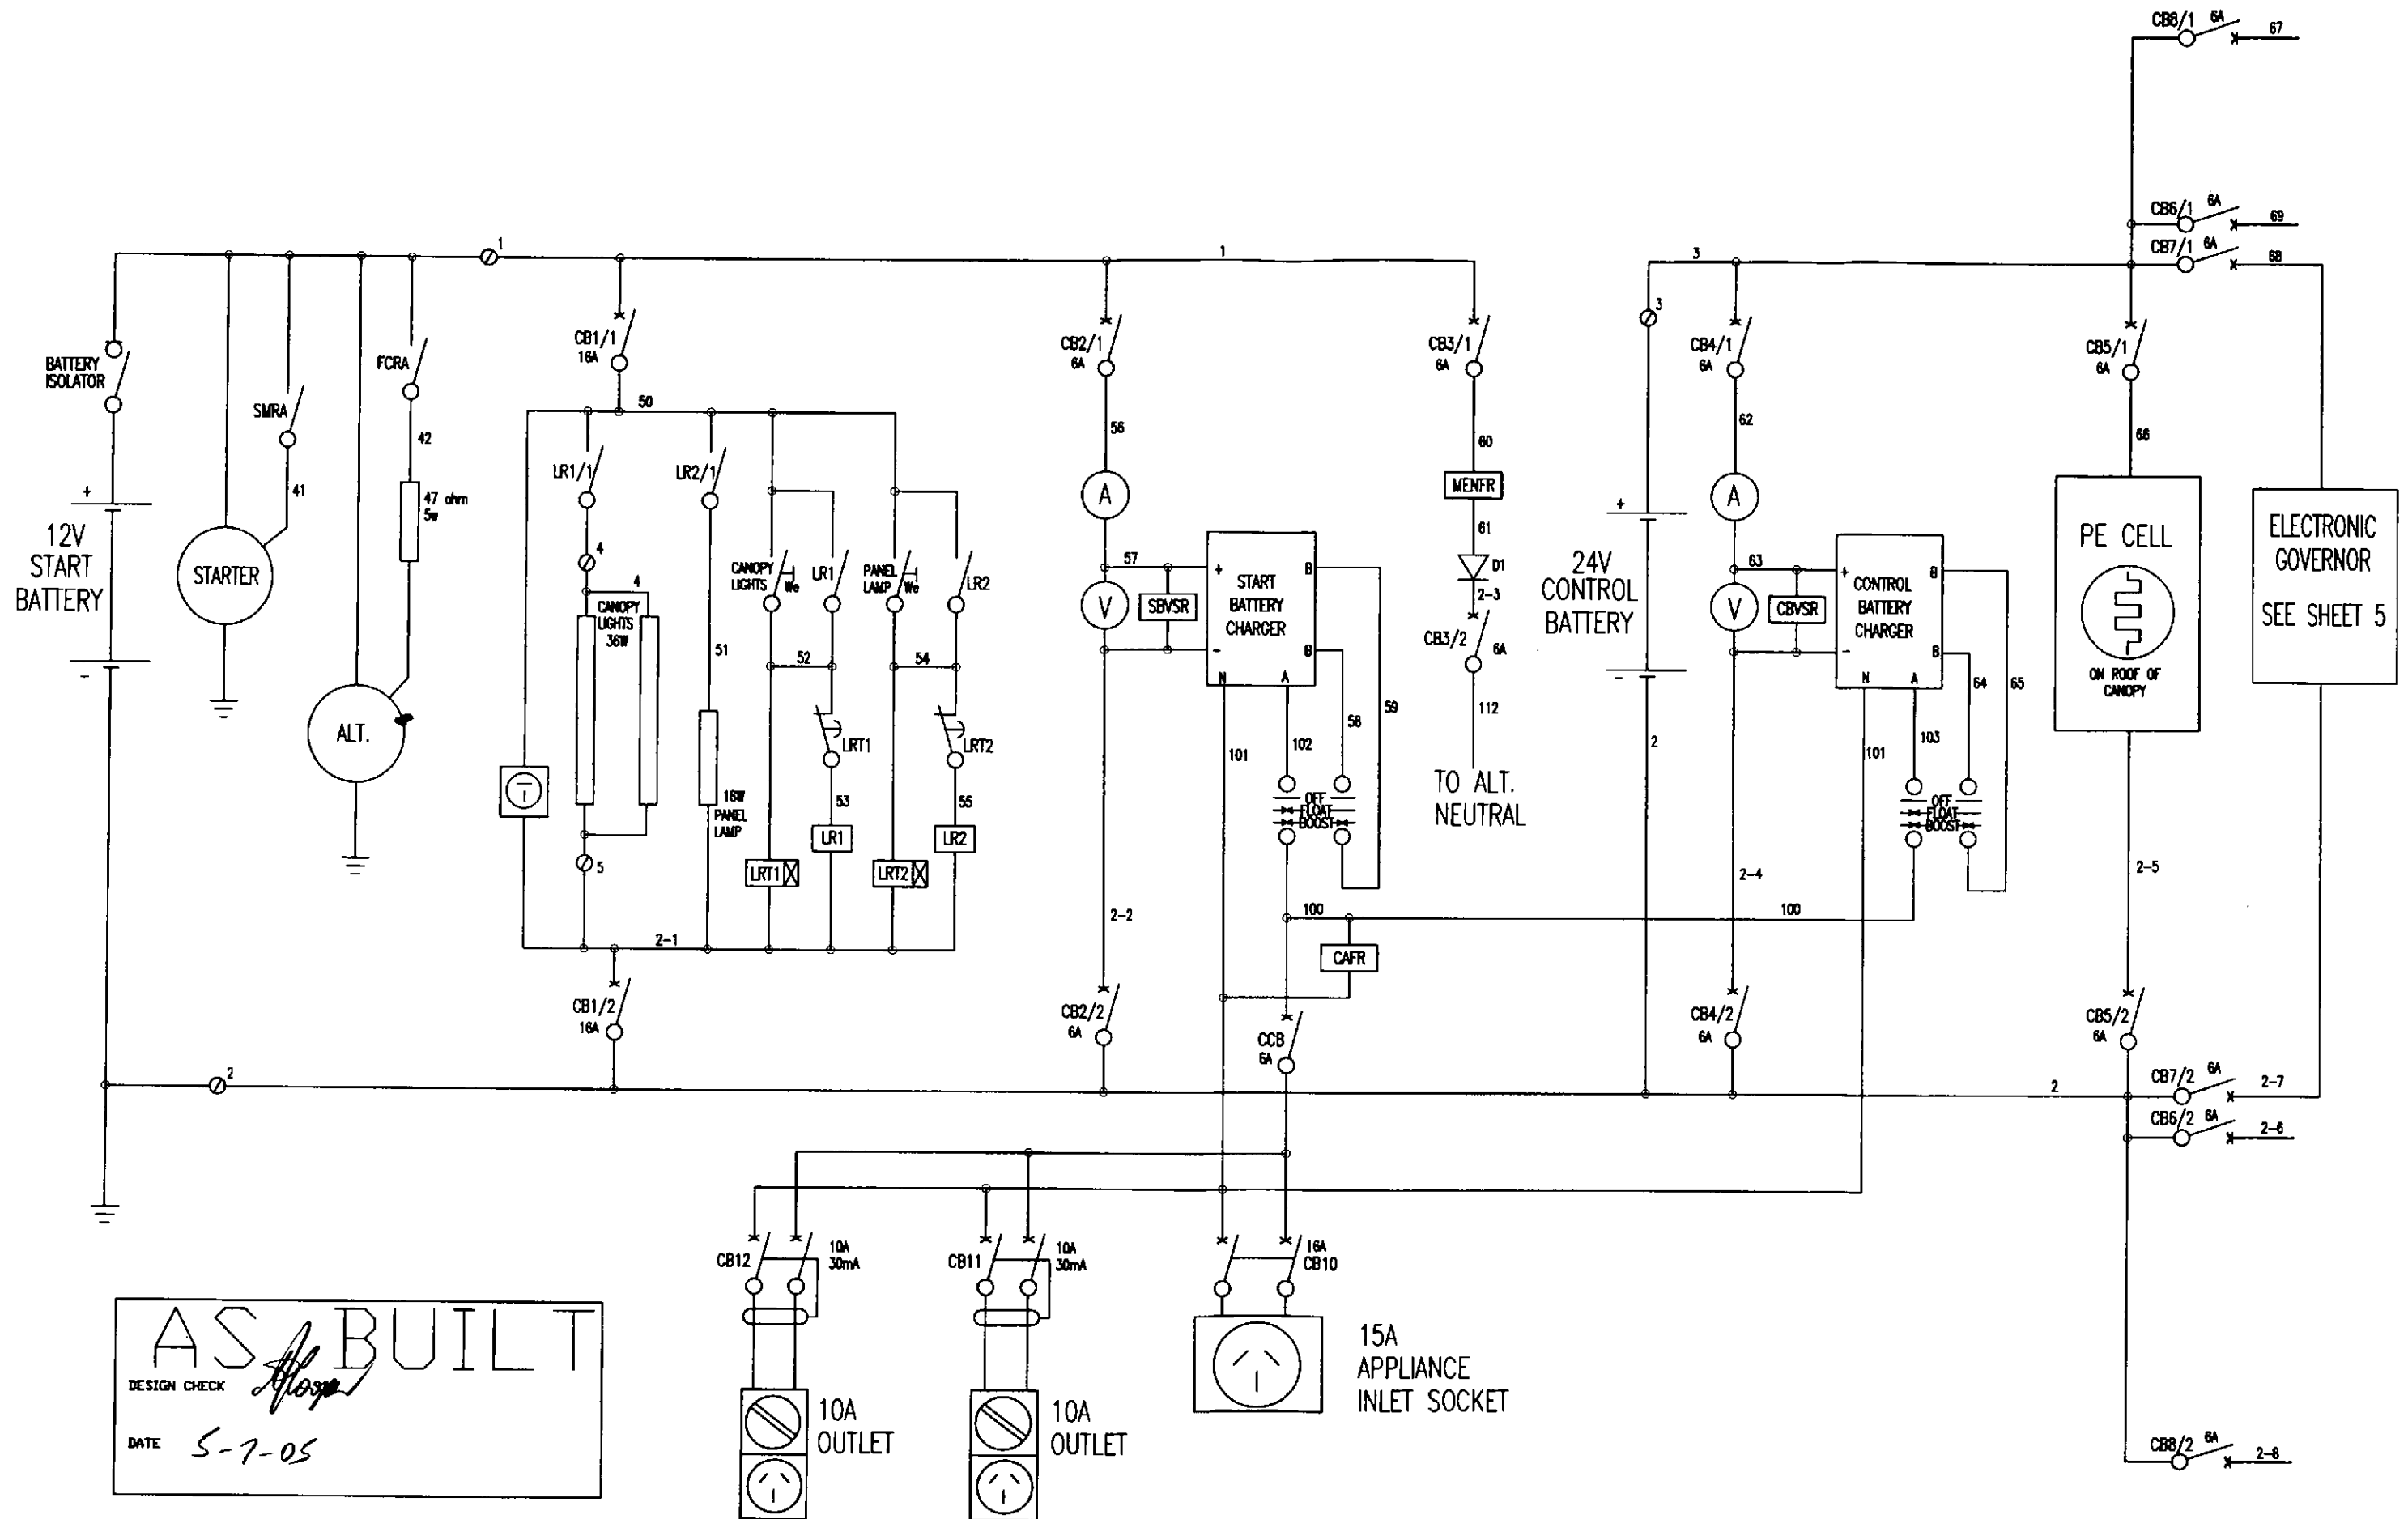 CB8/1 6A 67
CB6/1 6A 69
CB7/1 6A 68
1
1
3
3
BATTERY
ISOLATOR
+
12V
START
BATTERY
-
STARTER
SMRA
41
FCRA
42
47 ohm
5w
ALT.
CB1/1
16A
50
LR1/1
4
4
CANOPY
LIGHTS
36W
5
LR2/1
51
18W
PANEL
LAMP
CANOPY
LIGHTS
We
LR1
52
LRT1
53
LR1
LRT1
PANEL
LAMP
We
LR2
54
LRT2
55
LR2
LRT2
2-1
CB1/2
16A
2
CB2/1
6A
56
A
57
V
SBVSR
+
START
BATTERY
CHARGER
-
B
B
N
A
101
102
58
59
OFF
FLOAT
BOOST
2-2
100
100
CAFR
CB2/2
6A
CCB
6A
CB3/1
6A
60
MENFR
61
D1
2-3
CB3/2
6A
112
TO ALT.
NEUTRAL
24V
CONTROL
BATTERY
+
-
2
CB4/1
6A
62
A
63
V
CBVSR
+
CONTROL
BATTERY
CHARGER
-
B
B
N
A
101
103
64
65
OFF
FLOAT
BOOST
2-4
CB4/2
6A
CB5/1
6A
66
PE CELL
ON ROOF OF
CANOPY
2-5
CB5/2
6A
ELECTRONIC
GOVERNOR
SEE SHEET 5
2
CB7/2 6A 2-7
CB6/2 6A 2-6
CB8/2 6A 2-8
CB12
10A
30mA
10A
OUTLET
CB11
10A
30mA
10A
OUTLET
16A
CB10
15A
APPLIANCE
INLET SOCKET
AS BUILT
DESIGN CHECK
DATE 5-7-05